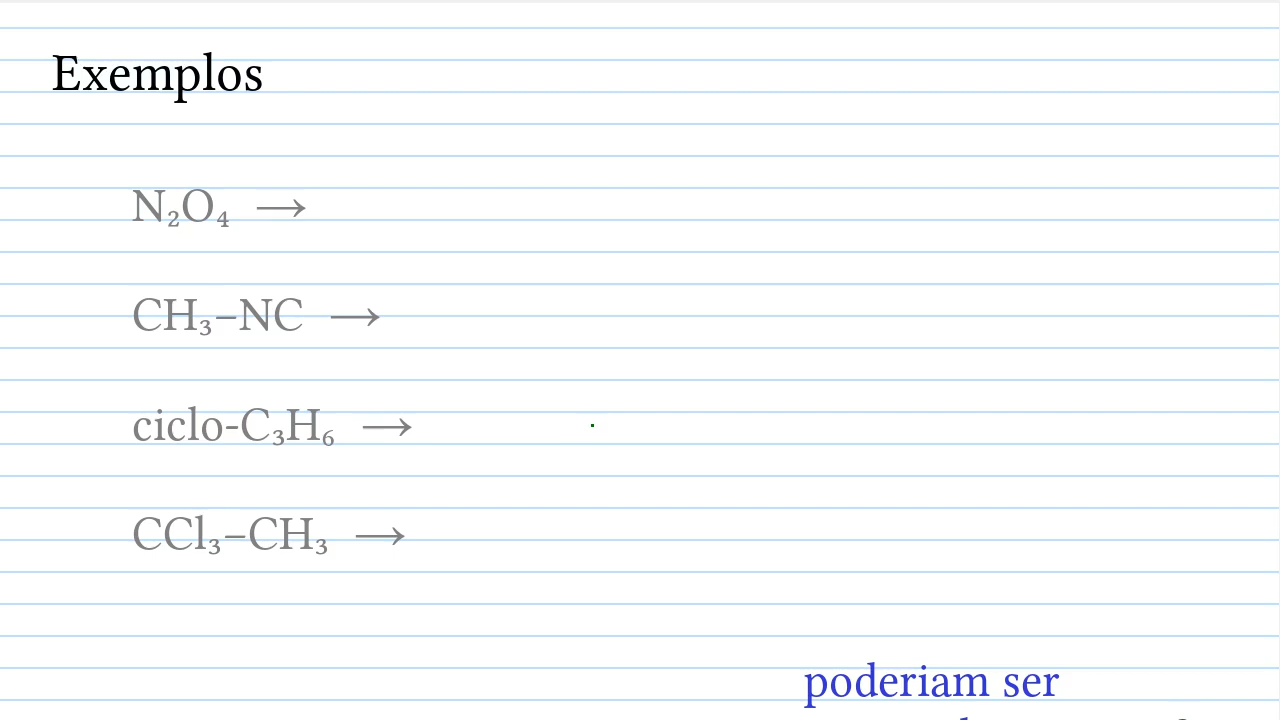 Exemplos
N₂O₄ →
CH₃–NC →
ciclo-C₃H₆ →
CCl₃–CH₃ →
poderiam ser